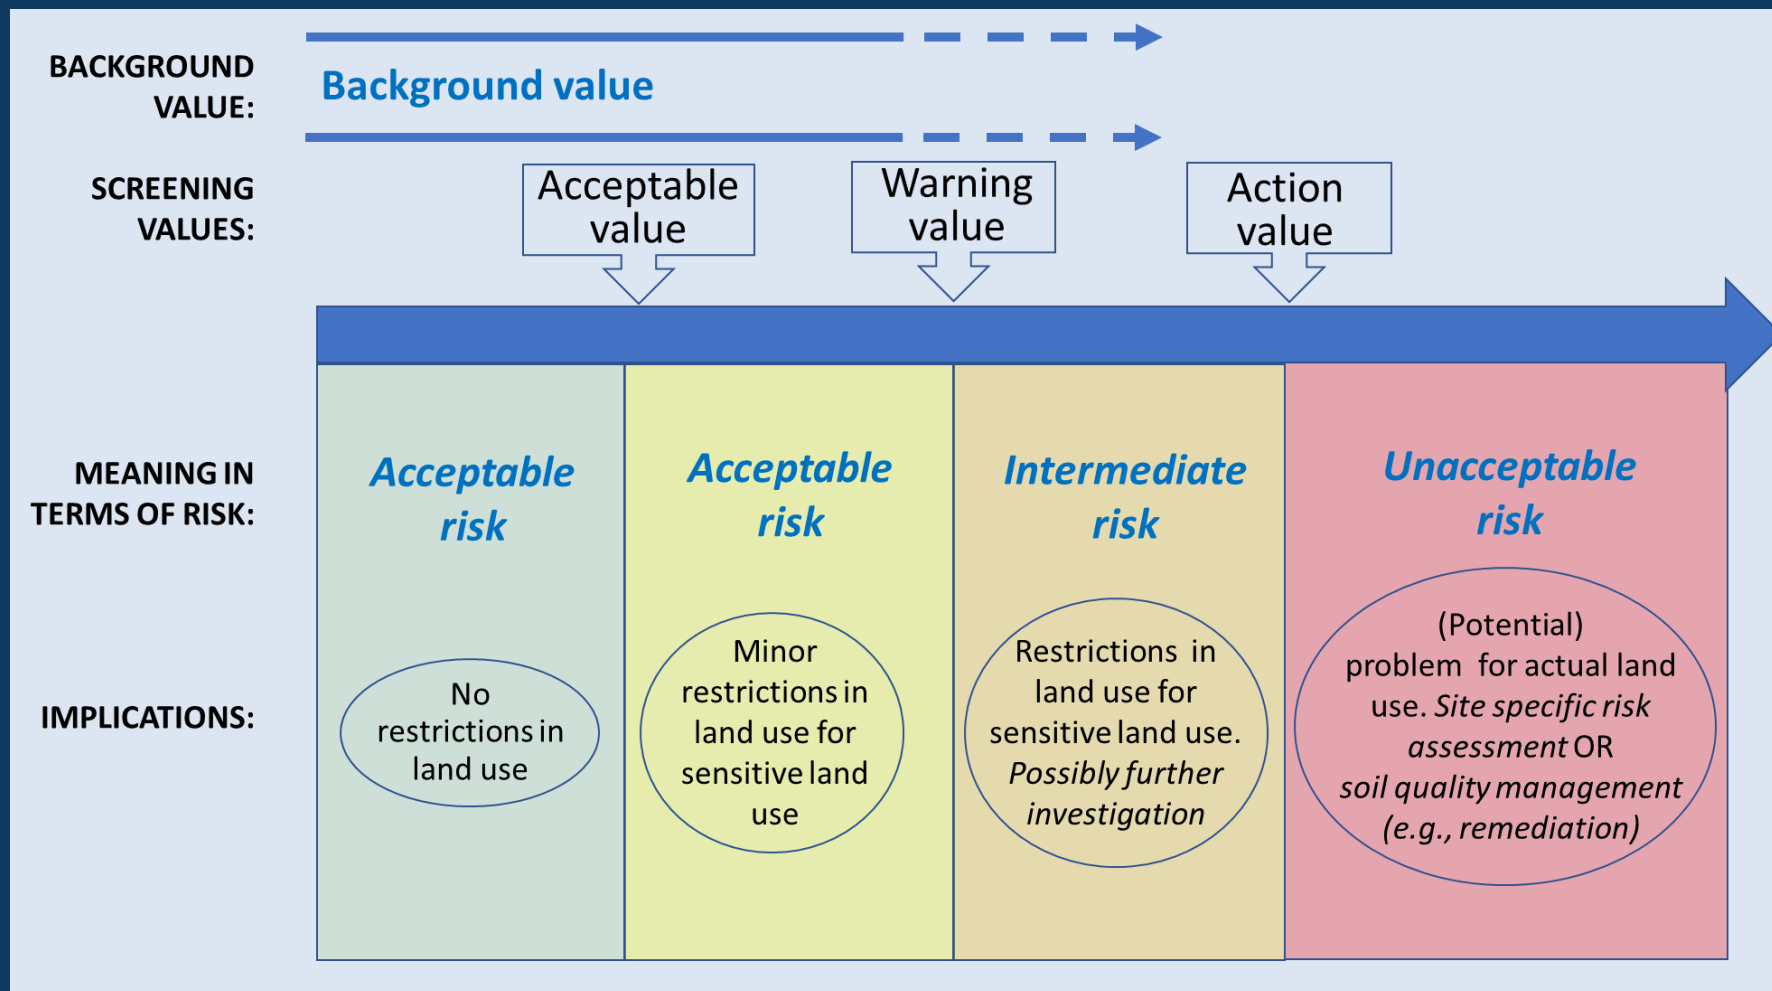 BACKGROUND
VALUE:
Background value
SCREENING
VALUES:
Acceptable
value
Warning
value
Action
value
MEANING IN
TERMS OF RISK:
Acceptable
risk
Acceptable
risk
Intermediate
risk
Unacceptable
risk
IMPLICATIONS:
No
restrictions in
land use
Minor
restrictions in
land use for
sensitive land
use
Restrictions in
land use for
sensitive land use.
Possibly further
investigation
(Potential)
problem for actual land
use. Site specific risk
assessment OR
soil quality management
(e.g., remediation)